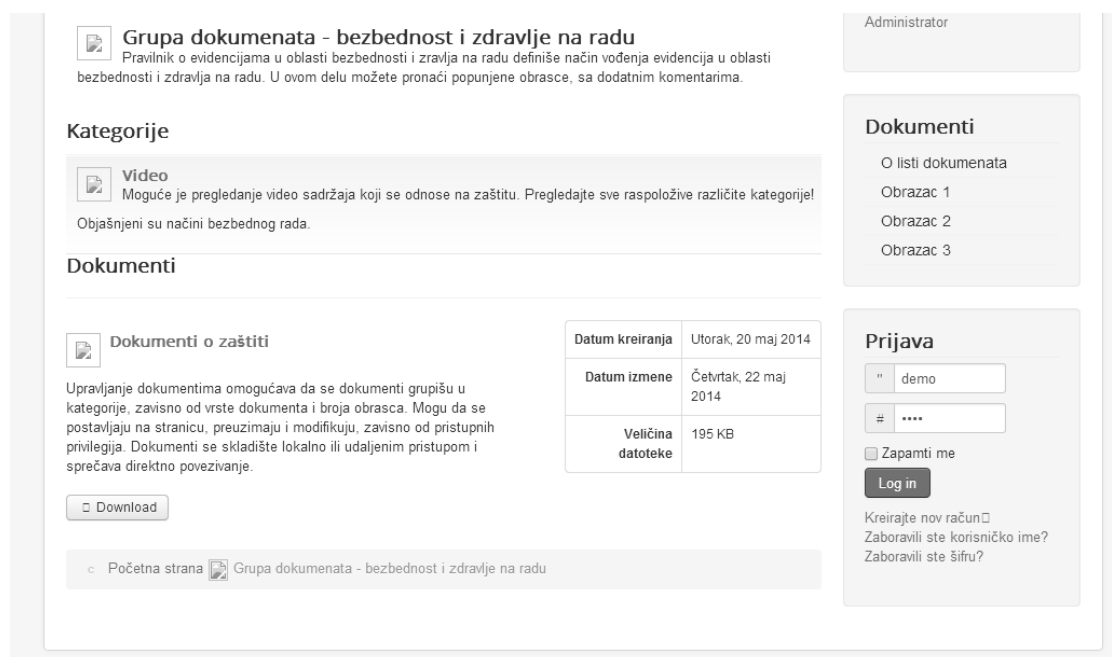 Grupa dokumenata - bezbednost i zdravlje na radu
Pravilnik o evidencijama u oblasti bezbednosti i zravlja na radu definiše način vođenja evidencija u oblasti
bezbednosti i zdravlja na radu. U ovom delu možete pronaći popunjene obrasce, sa dodatnim komentarima.
Kategorije
Video
Moguće je pregledanje video sadržaja koji se odnose na zaštitu. Pregledajte sve raspoložive različite kategorije!
Objašnjeni su načini bezbednog rada.
Dokumenti
Dokumenti o zaštiti
Upravljanje dokumentima omogućava da se dokumenti grupišu u
kategorije, zavisno od vrste dokumenta i broja obrasca. Mogu da se
postavljaju na stranicu, preuzimaju i modifikuju, zavisno od pristupnih
privilegija. Dokumenti se skladište lokalno ili udaljenim pristupom i
sprečava direktno povezivanje.
Download
Datum kreiranja Utorak, 20 maj 2014
Datum izmene Četvrtak, 22 maj
2014
Veličina 195 KB
datoteke
c Početna strana Grupa dokumenata - bezbednost i zdravlje na radu
Administrator
Dokumenti
O listi dokumenata
Obrazac 1
Obrazac 2
Obrazac 3
Prijava
" demo
# ••••
Zapamti me
Log in
Kreirajte nov račun
Zaboravili ste korisničko ime?
Zaboravili ste šifru?